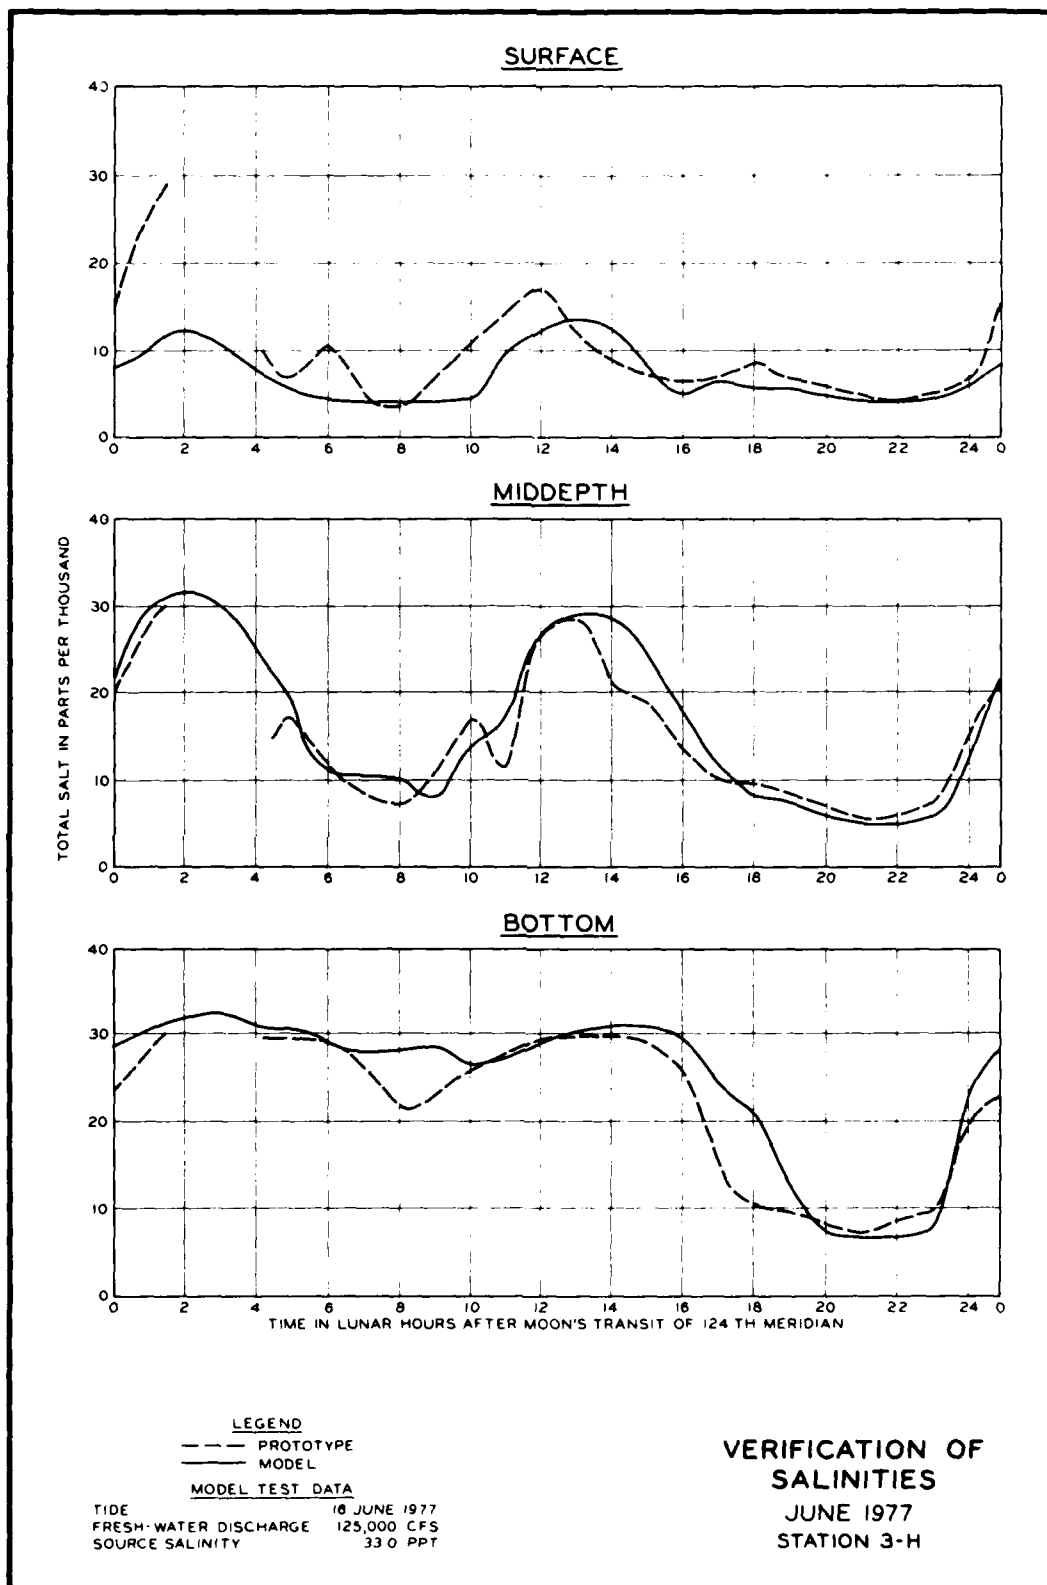 SURFACE
40
30
20
10
0
0 2 4 6 8 10 12 14 16 18 20 22 24 0
MIDDEPTH
TOTAL SALT IN PARTS PER THOUSAND
40
30
20
10
0
0 2 4 6 8 10 12 14 16 18 20 22 24 0
BOTTOM
40
30
20
10
0
0 2 4 6 8 10 12 14 16 18 20 22 24 0
TIME IN LUNAR HOURS AFTER MOON'S TRANSIT OF 124 TH MERIDIAN
LEGEND
PROTOTYPE
MODEL
MODEL TEST DATA
TIDE JUNE 1977
FRESH-WATER DISCHARGE 125,000 CFS
SOURCE SALINITY 33 0 PPT
VERIFICATION OF
SALINITIES
JUNE 1977
STATION 3-H